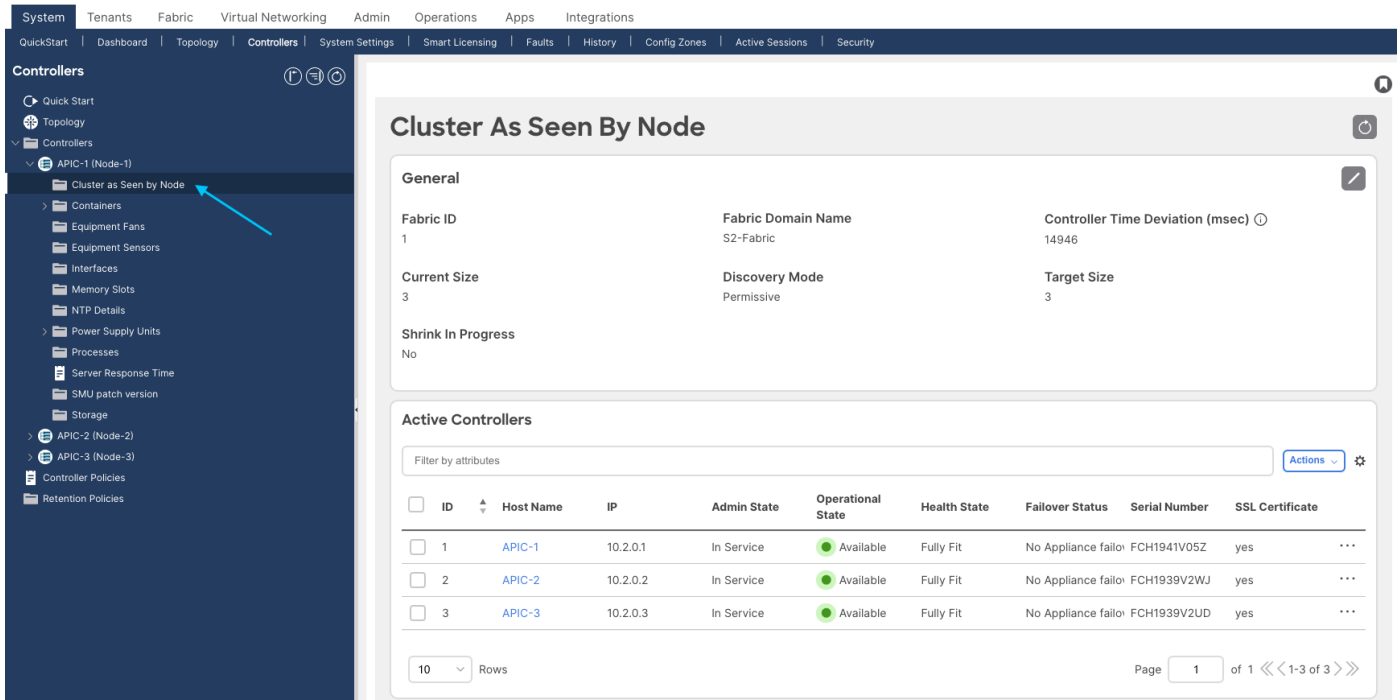 System Tenants Fabric Virtual Networking Admin Operations Apps Integrations
QuickStart | Dashboard | Topology | Controllers | System Settings | Smart Licensing | Faults | History | Config Zones | Active Sessions | Security
Controllers
Quick Start
Topology
Controllers
APIC-1 (Node-1)
Cluster as Seen by Node
Containers
Equipment Fans
Equipment Sensors
Interfaces
Memory Slots
NTP Details
Power Supply Units
Processes
Server Response Time
SMU patch version
Storage
APIC-2 (Node-2)
APIC-3 (Node-3)
Controller Policies
Retention Policies
Cluster As Seen By Node
General
Fabric ID Fabric Domain Name Controller Time Deviation (msec)
1 S2-Fabric 14946
Current Size Discovery Mode Target Size
3 Permissive 3
Shrink In Progress
No
Active Controllers
Filter by attributes Actions
ID Host Name IP Admin State Operational State Health State Failover Status Serial Number SSL Certificate
1 APIC-1 10.2.0.1 In Service Available Fully Fit No Appliance failov FCH1941V05Z yes ...
2 APIC-2 10.2.0.2 In Service Available Fully Fit No Appliance failov FCH1939V2WJ yes ...
3 APIC-3 10.2.0.3 In Service Available Fully Fit No Appliance failov FCH1939V2UD yes ...
10 Rows Page 1 of 1 1-3 of 3